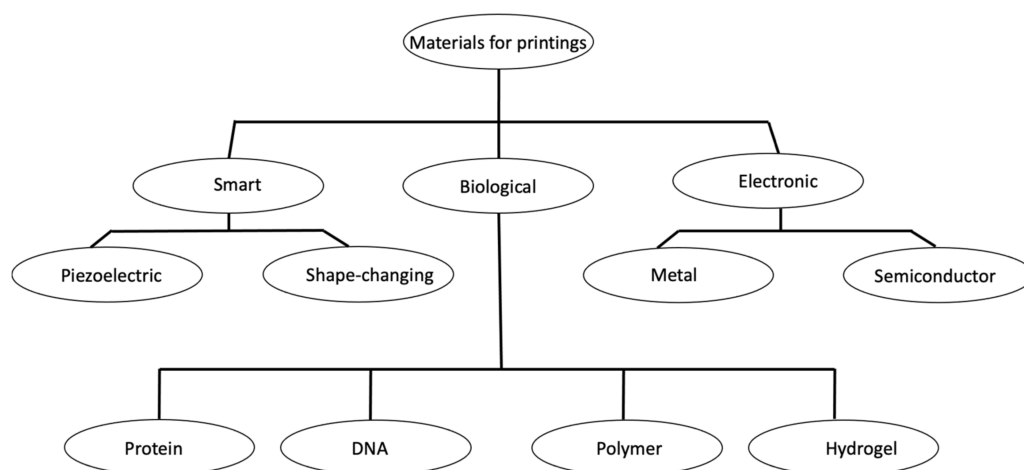 Materials for printings
Smart
Biological
Electronic
Piezoelectric
Shape-changing
Metal
Semiconductor
Protein
DNA
Polymer
Hydrogel